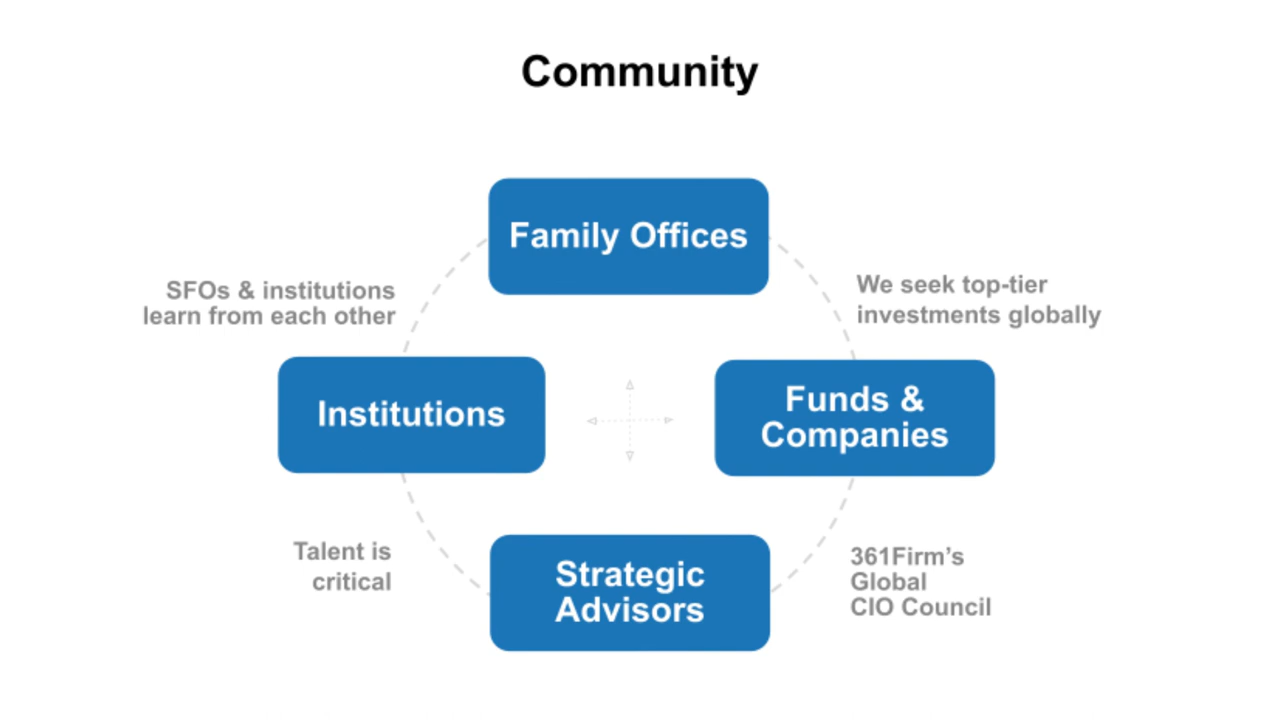 Community
Family Offices
SFOs & institutions
learn from each other
We seek top-tier
investments globally
Institutions
Funds &
Companies
Talent is
critical
Strategic
Advisors
361Firm’s
Global
CIO Council